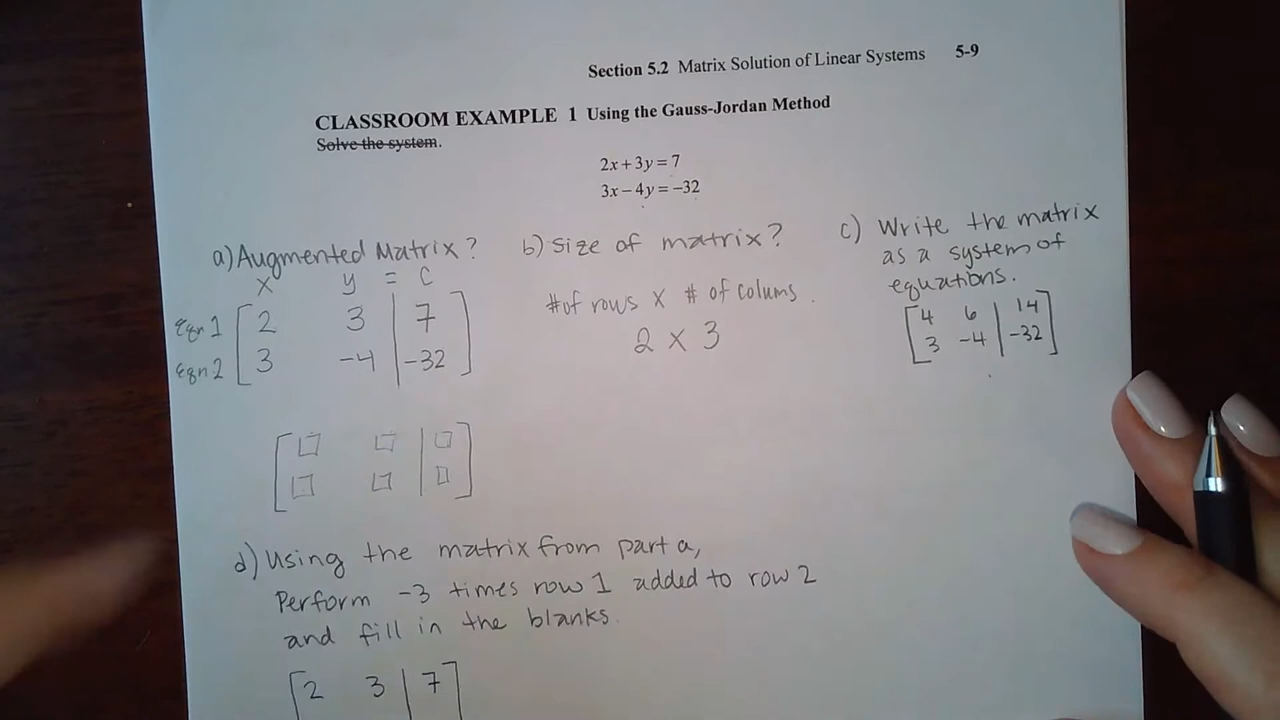 Section 5.2 Matrix Solution of Linear Systems 5-9
CLASSROOM EXAMPLE 1 Using the Gauss-Jordan Method
Solve the system.
2x + 3y = 7
3x – 4y = –32
a) Augmented Matrix?
x y = C
Eqn 1 [ 2 3 | 7 ]
Eqn 2 [ 3 -4 | -32 ]
b) Size of matrix?
# of rows x # of colums.
2 x 3
c) Write the matrix
as a system of
equations.
[ 4 6 | 14 ]
[ 3 -4 | -32 ]
[ □ □ | □ ]
[ □ □ | □ ]
d) Using the matrix from part a,
Perform -3 times row 1 added to row 2
and fill in the blanks.
[ 2 3 | 7 ]